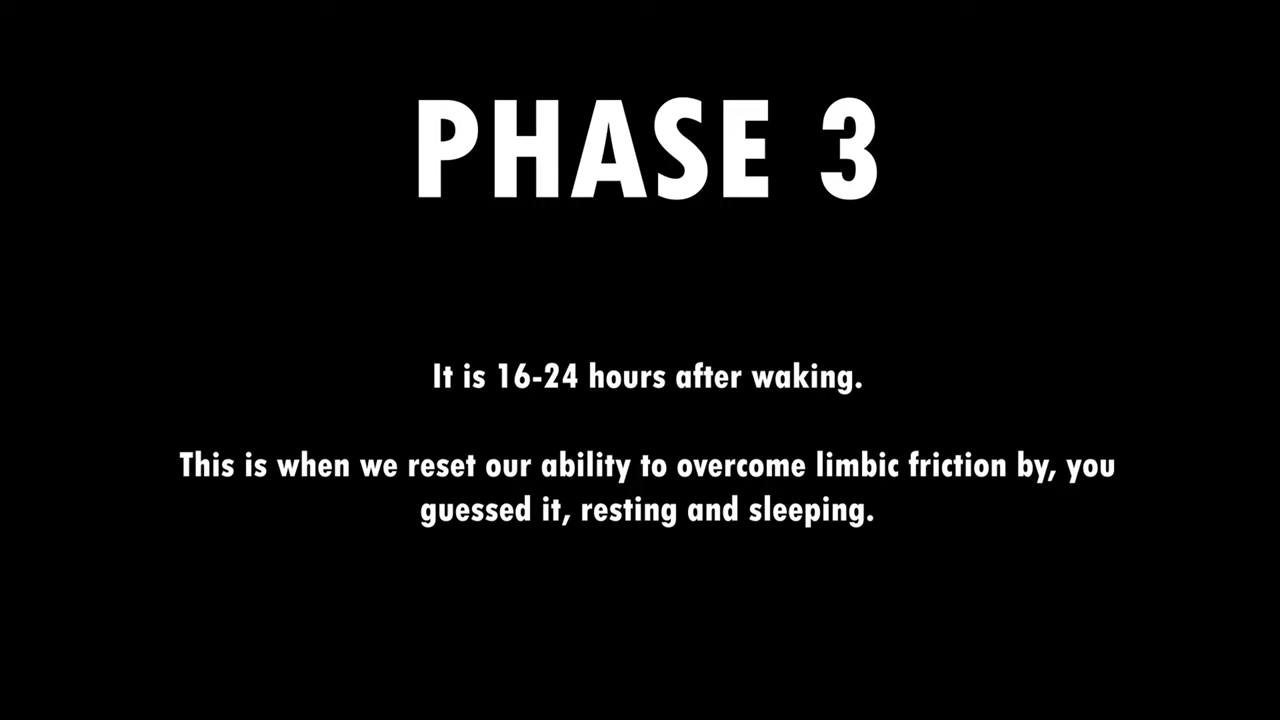 PHASE 3
It is 16-24 hours after waking.
This is when we reset our ability to overcome limbic friction by, you
guessed it, resting and sleeping.